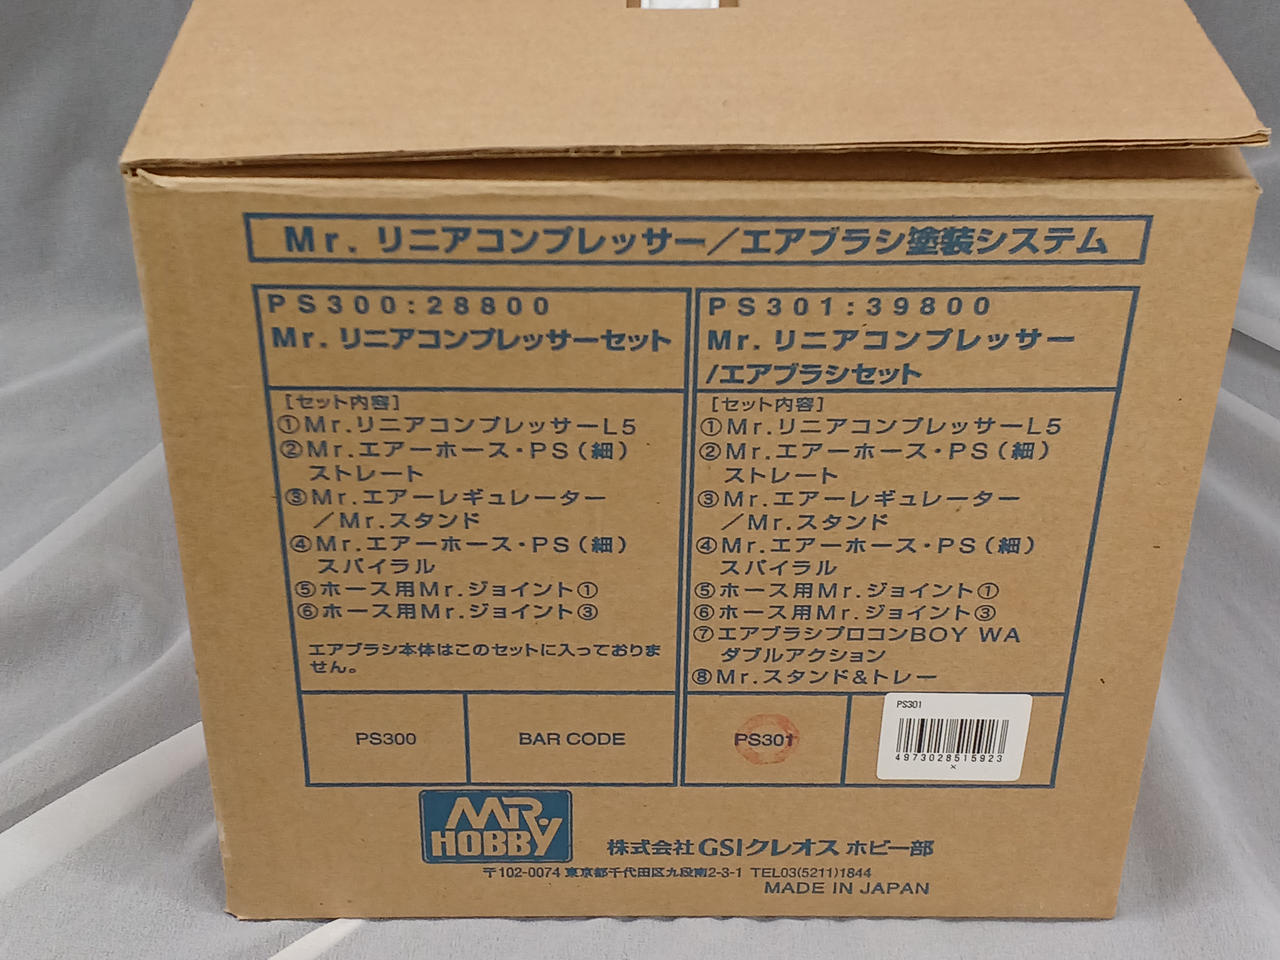 Mr. リニアコンプレッサー/エアブラシ塗装システム
PS300:28800
Mr. リニアコンプレッサーセット
[セット内容]
①Mr.リニアコンプレッサーL5
②Mr.エアーホース・PS(細)
ストレート
③Mr.エアーレギュレーター
/Mr.スタンド
④Mr.エアーホース・PS(細)
スパイラル
⑤ホース用Mr.ジョイント①
⑥ホース用Mr.ジョイント③
エアブラシ本体はこのセットに入っておりま
せん。
PS300
BAR CODE
PS301:39800
Mr. リニアコンプレッサー
/エアブラシセット
[セット内容]
①Mr.リニアコンプレッサーL5
②Mr.エアーホース・PS(細)
ストレート
③Mr.エアーレギュレーター
/Mr.スタンド
④Mr.エアーホース・PS(細)
スパイラル
⑤ホース用Mr.ジョイント①
⑥ホース用Mr.ジョイント③
⑦エアブラシプロコンBOY WA
ダブルアクション
⑧Mr.スタンド&トレー
PS301
PS301
4973028515923
×
MR.
HOBBY
株式会社 GSIクレオス ホビー部
〒102-0074 東京都千代田区九段南2-3-1 TEL03(5211)1844
MADE IN JAPAN